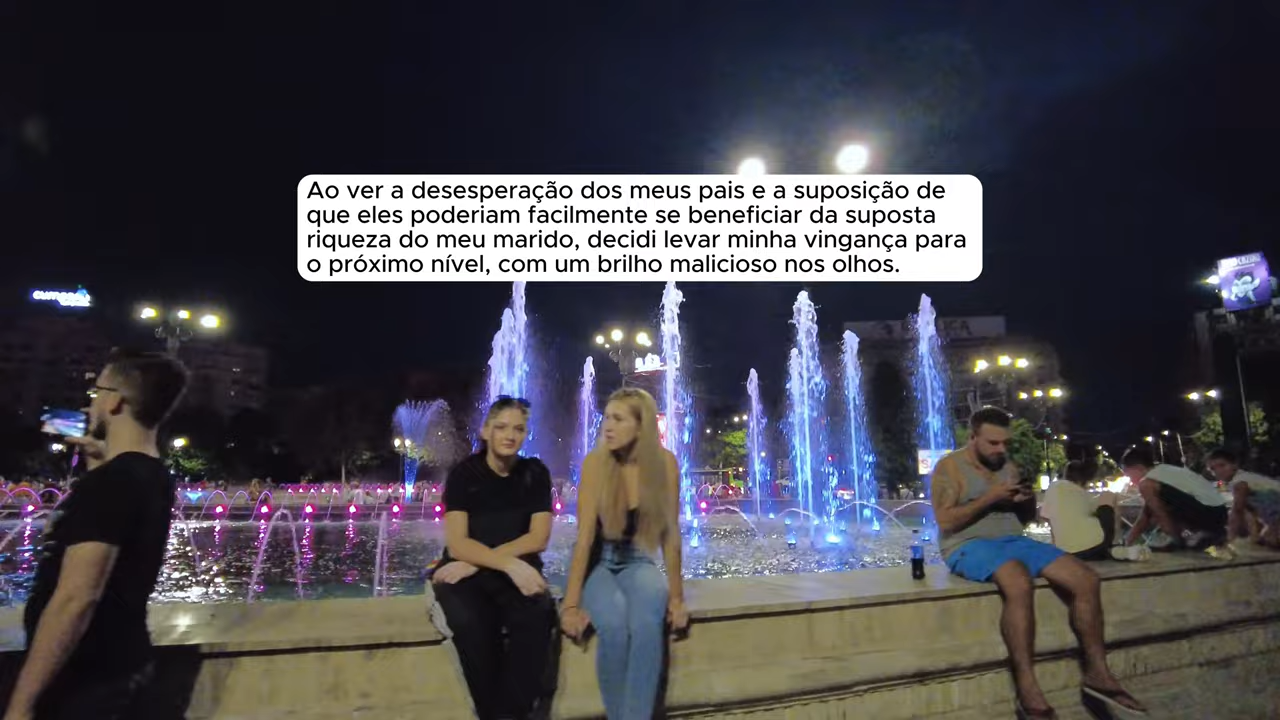 Ao ver a desesperação dos meus pais e a suposição de
que eles poderiam facilmente se beneficiar da suposta
riqueza do meu marido, decidi levar minha vingança para
o próximo nível, com um brilho malicioso nos olhos.